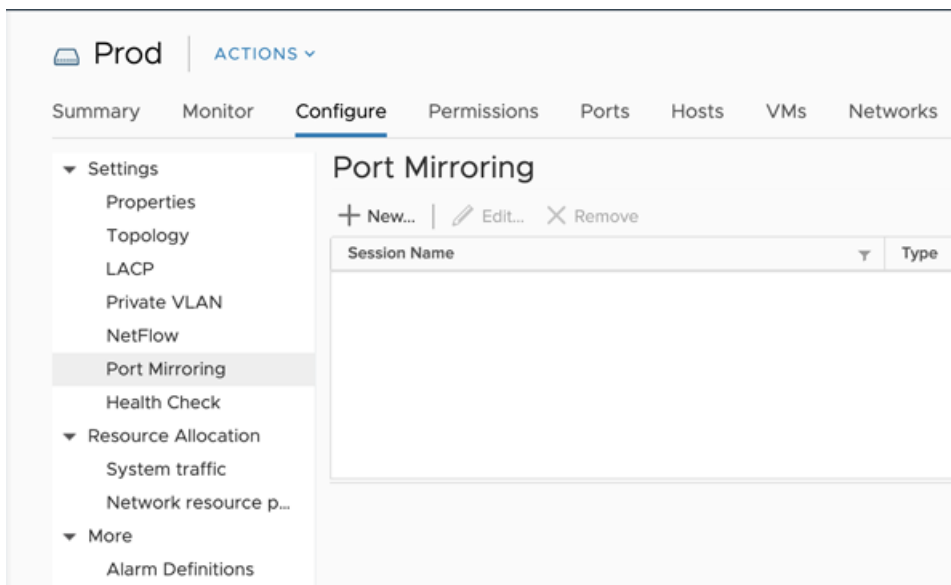 Prod
ACTIONS
Summary Monitor Configure Permissions Ports Hosts VMs Networks
Settings
Properties
Topology
LACP
Private VLAN
NetFlow
Port Mirroring
Health Check
Resource Allocation
System traffic
Network resource p...
More
Alarm Definitions
Port Mirroring
New... Edit... Remove
Session Name Type